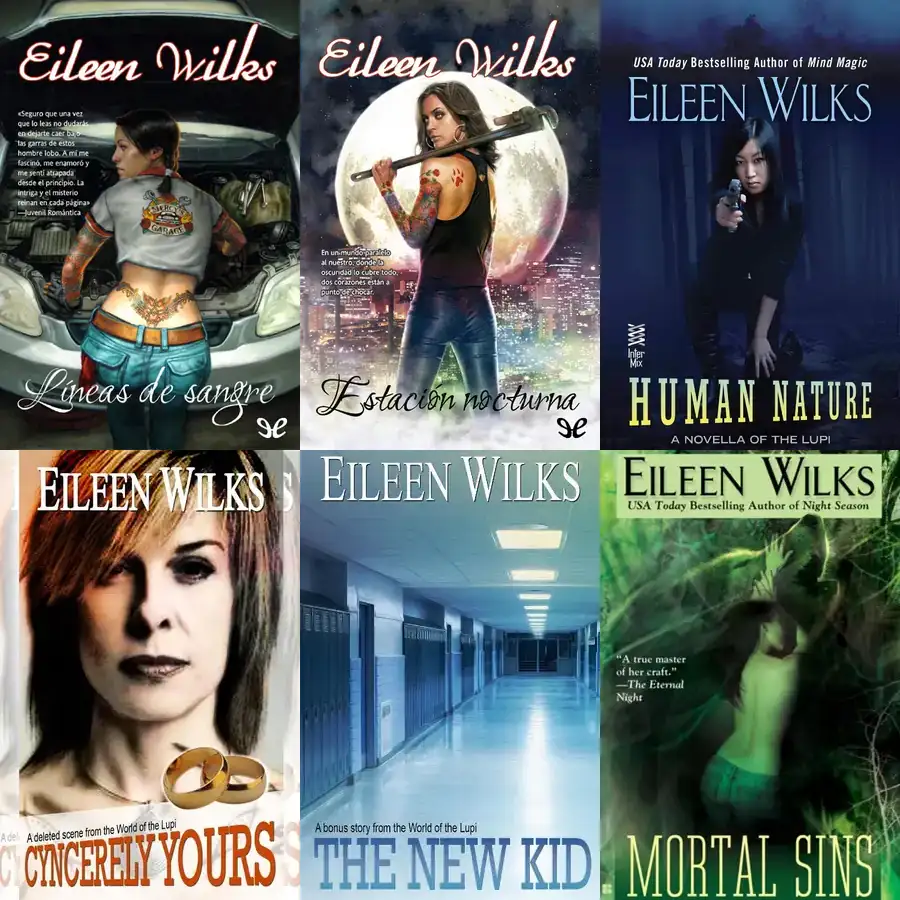 Eileen Wilks
«Seguro que una vez
que lo leas no dudarás
en dejarte caer bajo
las garras de estos
hombre lobo. A mí me
fascinó, me enamoró y
me sentí atrapada
desde el principio. La
intriga y el misterio
reinan en cada página»
—Juvenil Romántica
MERCY'S
GARAGE
Líneas de sangre
Eileen Wilks
En un mundo paralelo
al nuestro, donde la
oscuridad lo cubre todo,
dos corazones están a
punto de chocar.
Estación nocturna
USA Today Bestselling Author of Mind Magic
EILEEN WILKS
Inter
Mix
HUMAN NATURE
A NOVELLA OF THE LUPI
EILEEN WILKS
A deleted scene from the World of the Lupi
CYNCERELY YOURS
EILEEN WILKS
A bonus story from the World of the Lupi
THE NEW KID
EILEEN WILKS
USA Today Bestselling Author of Night Season
"A true master
of her craft."
—The Eternal
Night
MORTAL SINS